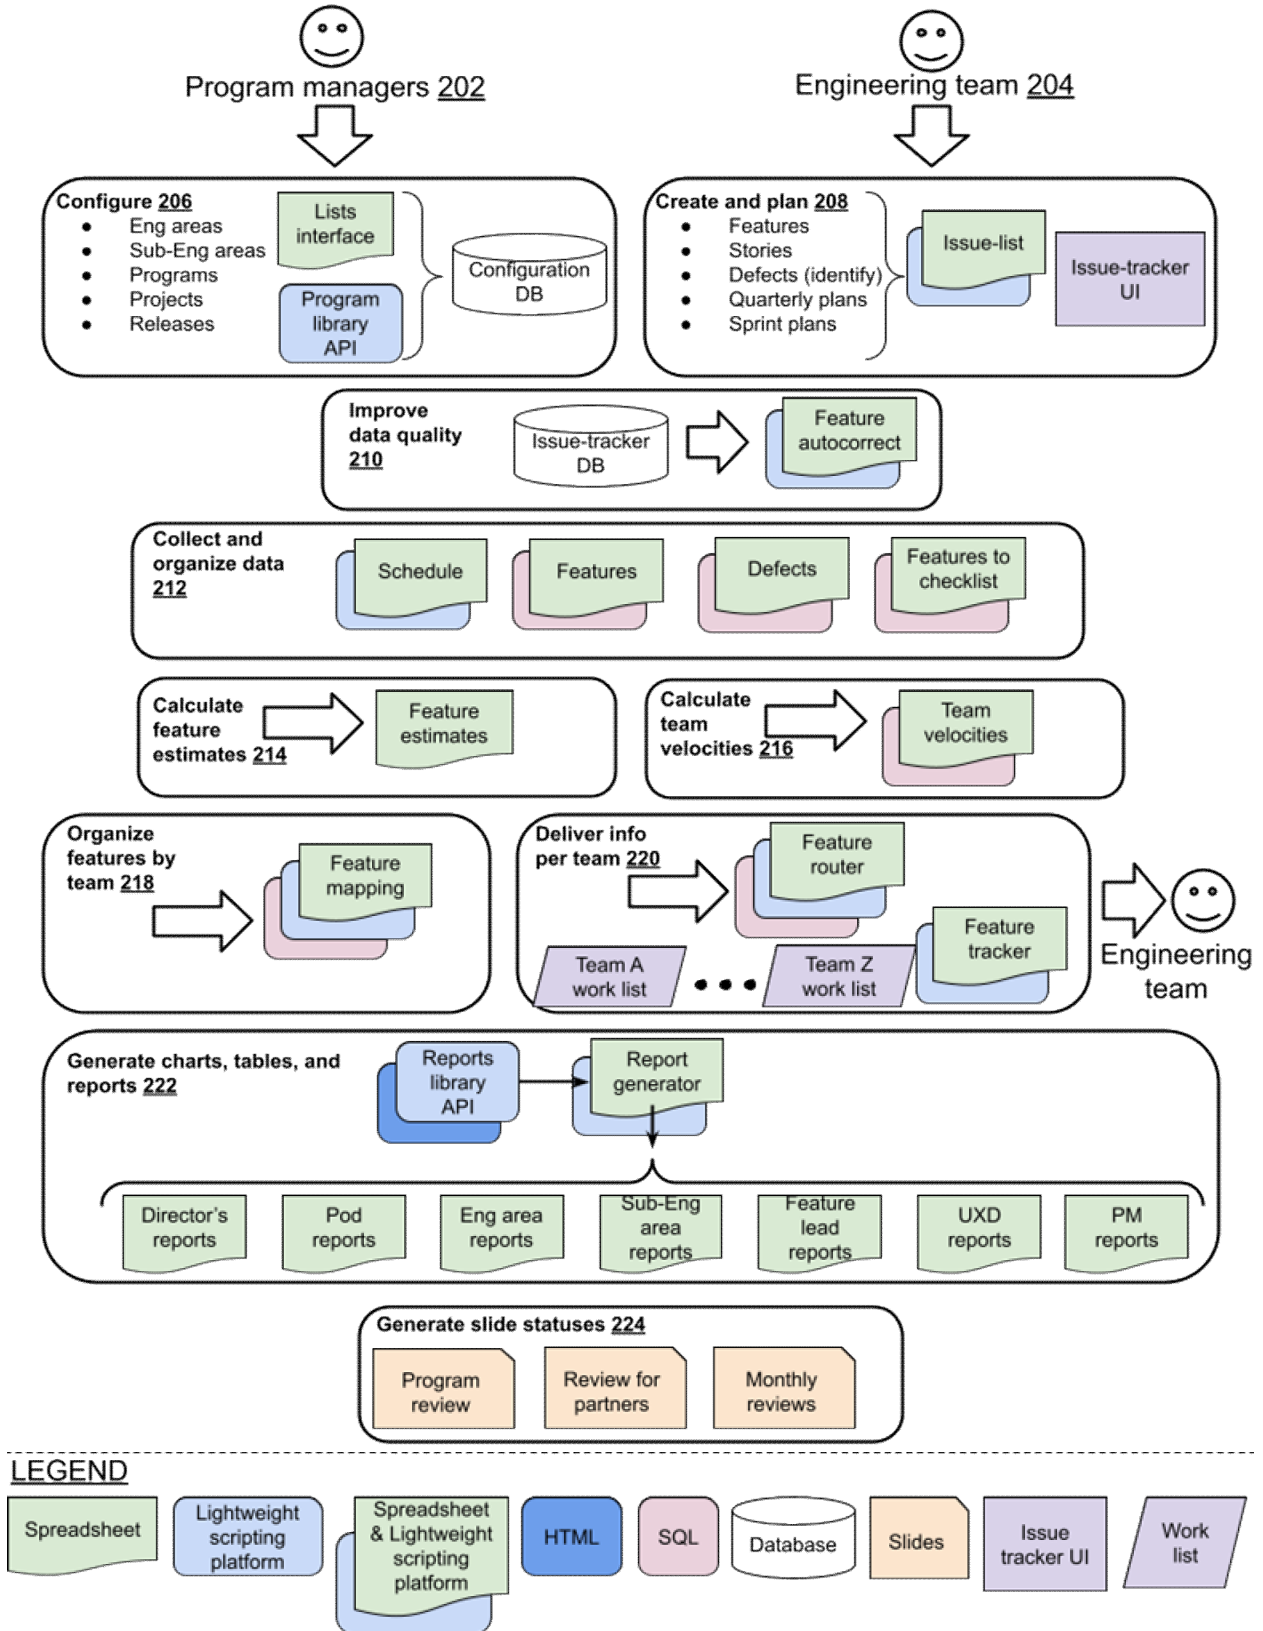 Program managers 202
Engineering team 204
Configure 206
● Eng areas
● Sub-Eng areas
● Programs
● Projects
● Releases
Lists
interface
Program
library
API
Configuration
DB
Create and plan 208
● Features
● Stories
● Defects (identify)
● Quarterly plans
● Sprint plans
Issue-list
Issue-tracker
UI
Improve
data quality
210
Issue-tracker
DB
Feature
autocorrect
Collect and
organize data
212
Schedule
Features
Defects
Features to
checklist
Calculate
feature
estimates 214
Feature
estimates
Calculate
team
velocities 216
Team
velocities
Organize
features by
team 218
Feature
mapping
Deliver info
per team 220
Feature
router
Team A
work list
Team Z
work list
Feature
tracker
Engineering
team
Generate charts, tables, and
reports 222
Reports
library
API
Report
generator
Director's
reports
Pod
reports
Eng area
reports
Sub-Eng
area
reports
Feature
lead
reports
UXD
reports
PM
reports
Generate slide statuses 224
Program
review
Review for
partners
Monthly
reviews
LEGEND
Spreadsheet
Lightweight
scripting
platform
Spreadsheet
& Lightweight
scripting
platform
HTML
SQL
Database
Slides
Issue
tracker UI
Work
list